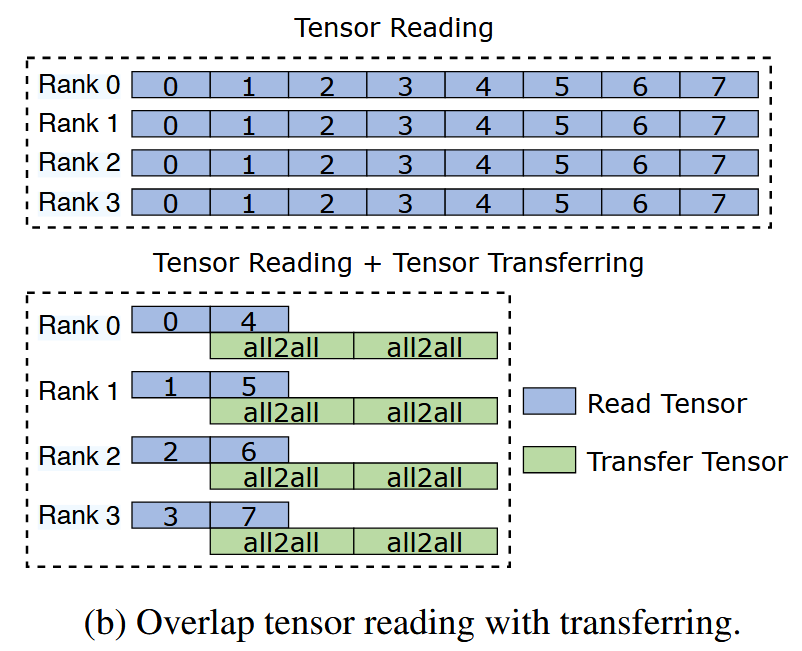 Tensor Reading
Rank 0 0 1 2 3 4 5 6 7
Rank 1 0 1 2 3 4 5 6 7
Rank 2 0 1 2 3 4 5 6 7
Rank 3 0 1 2 3 4 5 6 7
Tensor Reading + Tensor Transferring
Rank 0 0 4
all2all all2all
Rank 1 1 5
all2all all2all
Rank 2 2 6
all2all all2all
Rank 3 3 7
all2all all2all
Read Tensor
Transfer Tensor
(b) Overlap tensor reading with transferring.